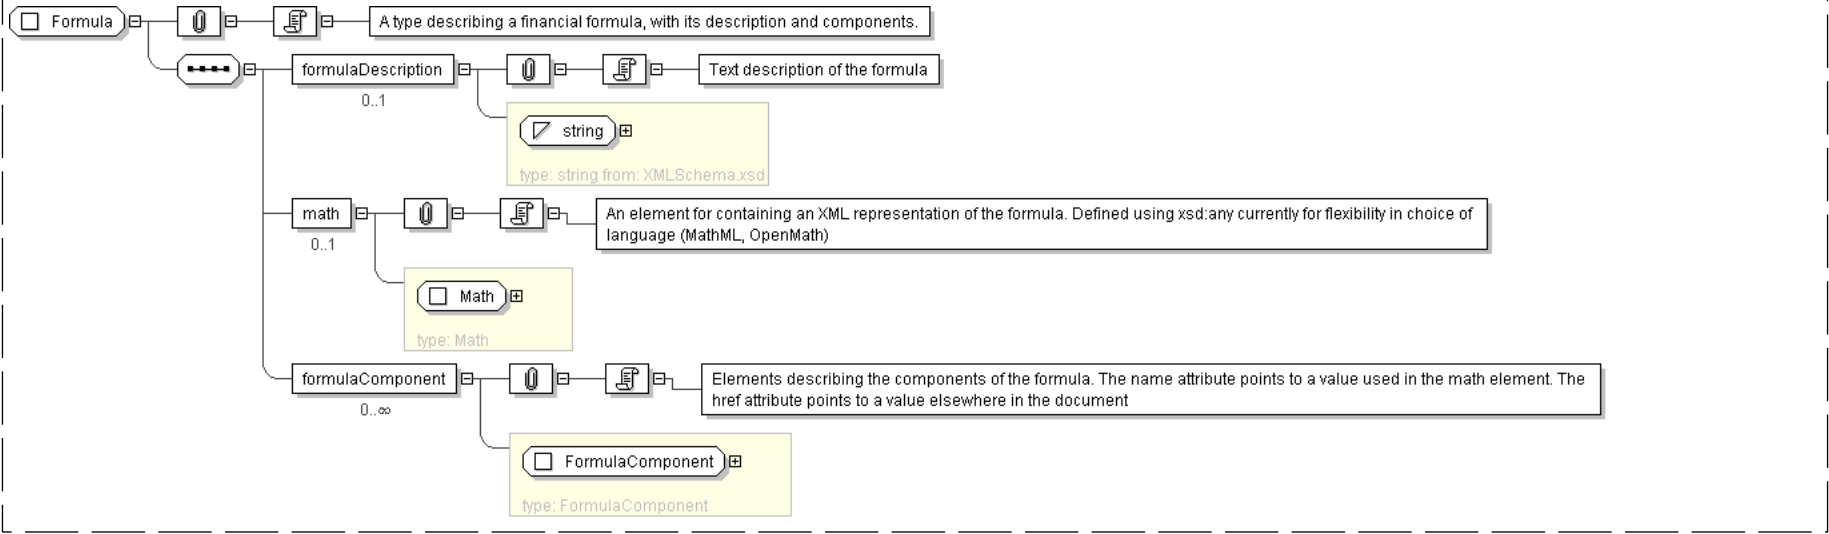 Formula
A type describing a financial formula, with its description and components.
formulaDescription
Text description of the formula
0..1
string
type: string from: XMLSchema.xsd
math
An element for containing an XML representation of the formula. Defined using xsd:any currently for flexibility in choice of
language (MathML, OpenMath)
0..1
Math
type: Math
formulaComponent
Elements describing the components of the formula. The name attribute points to a value used in the math element. The
href attribute points to a value elsewhere in the document
0..∞
FormulaComponent
type: FormulaComponent